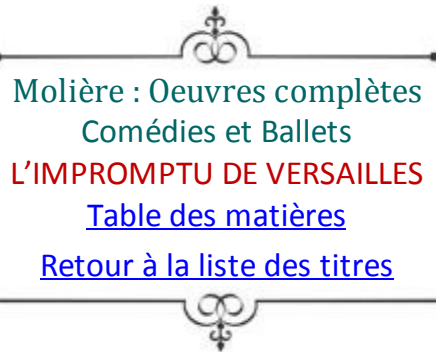 Molière : Oeuvres complètes
Comédies et Ballets
L’IMPROMPTU DE VERSAILLES
Table des matières
Retour à la liste des titres